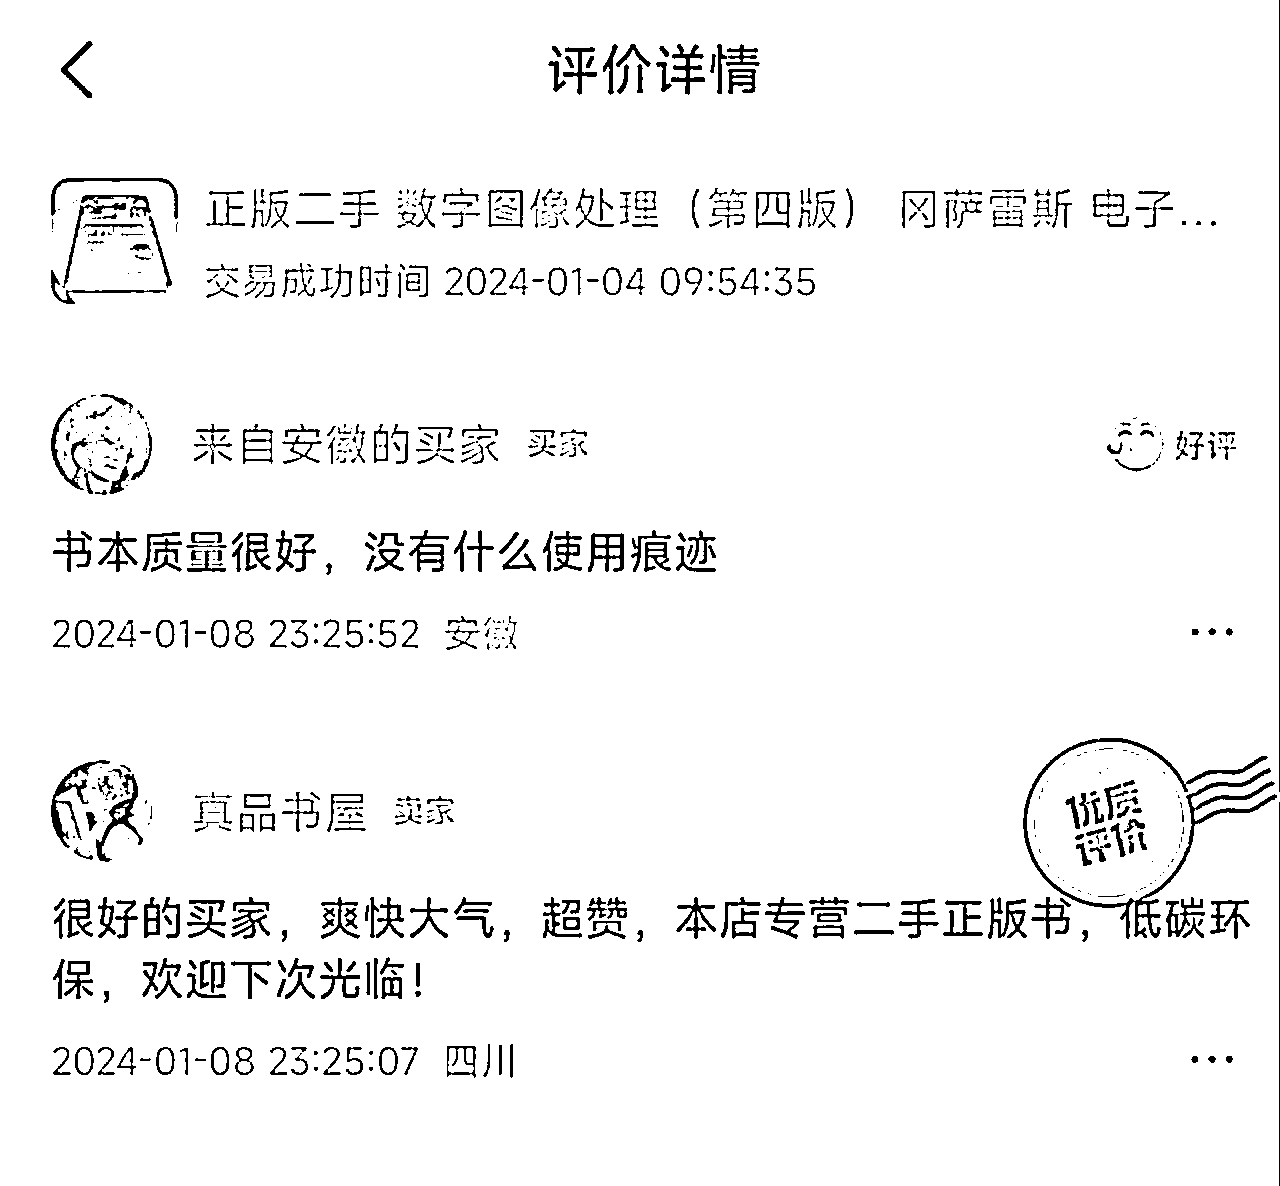 评价详情
正版二手 数字图像处理（第四版） 冈萨雷斯 电子...
交易成功时间 2024-01-04 09:54:35
来自安徽的买家 买家 好评
书本质量很好，没有什么使用痕迹
2024-01-08 23:25:52 安徽
真品书屋 卖家
优质
评价
很好的买家，爽快大气，超赞，本店专营二手正版书，低碳环
保，欢迎下次光临！
2024-01-08 23:25:07 四川